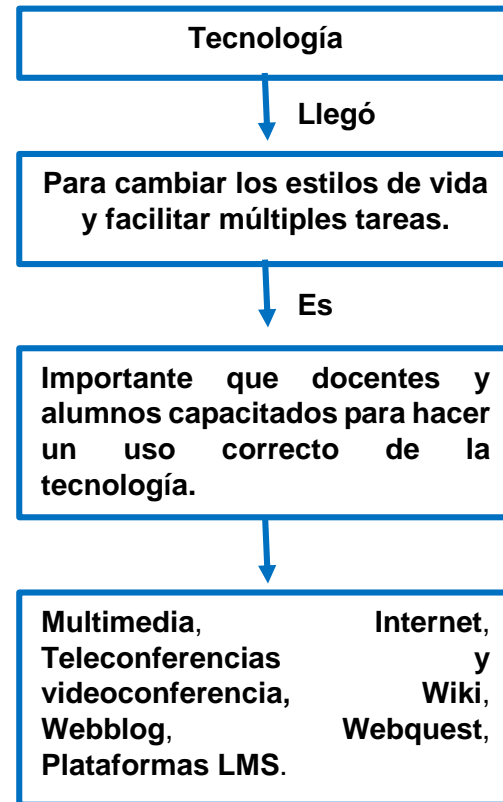 Tecnología
Llegó
Para cambiar los estilos de vida
y facilitar múltiples tareas.
Es
Importante que docentes y
alumnos capacitados para hacer
un uso correcto de la
tecnología.
Multimedia, Internet,
Teleconferencias y
videoconferencia, Wiki,
Webblog, Webquest,
Plataformas LMS.